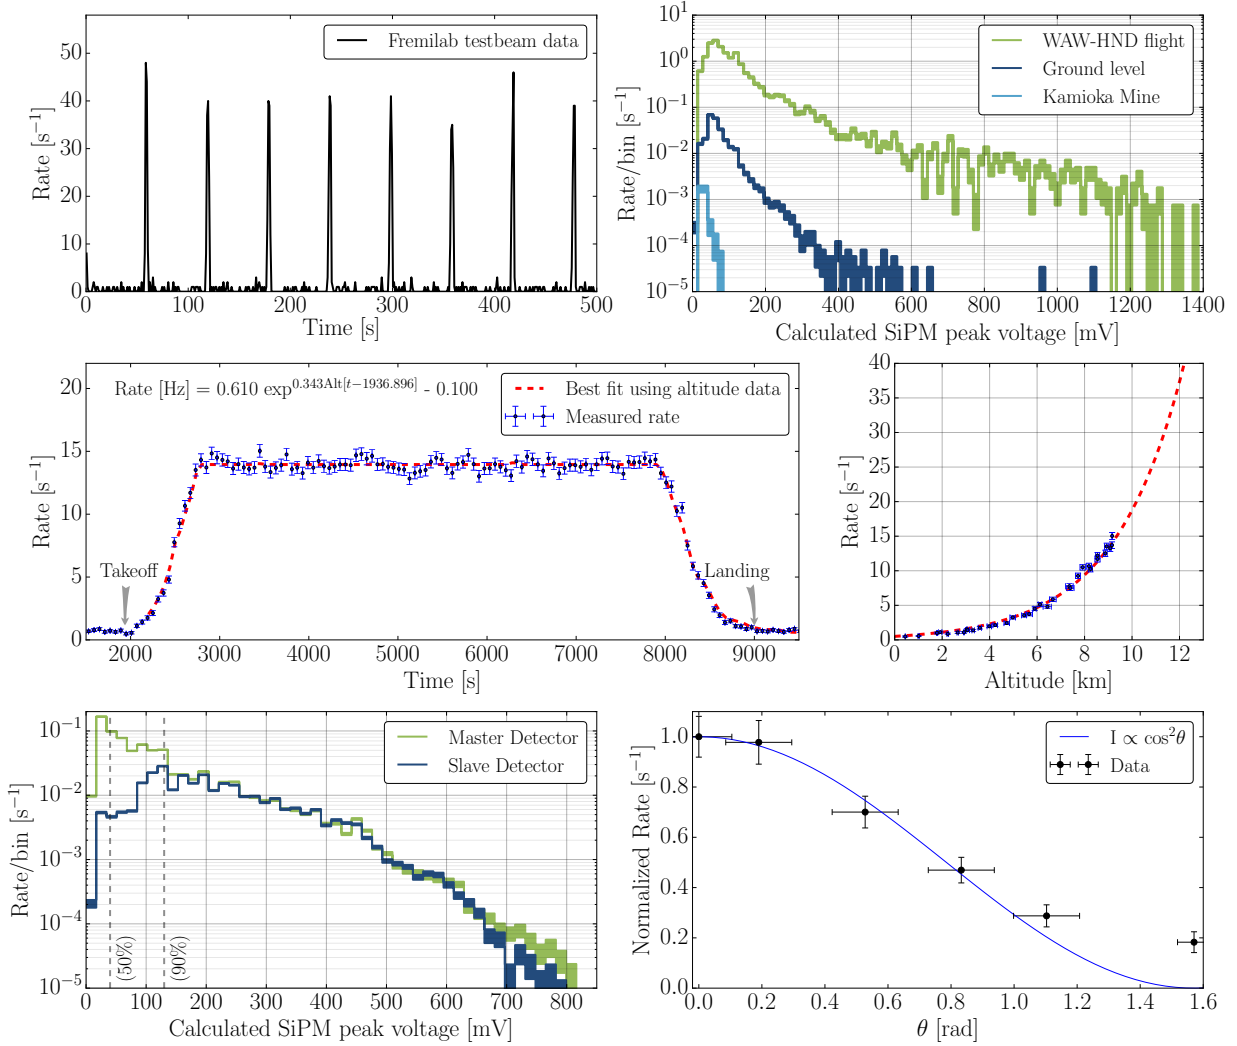 Fremilab testbeam data
Rate [s⁻¹]
50
40
30
20
10
0
0 100 200 300 400 500
Time [s]
WAW-HND flight
Ground level
Kamioka Mine
Rate/bin [s⁻¹]
10¹
10⁰
10⁻¹
10⁻²
10⁻³
10⁻⁴
10⁻⁵
0 200 400 600 800 1000 1200 1400
Calculated SiPM peak voltage [mV]
Rate [Hz] = 0.610 exp^0.343Alt[t−1936.896] - 0.100
Best fit using altitude data
Measured rate
Takeoff
Landing
Rate [s⁻¹]
20
15
10
5
0
2000 3000 4000 5000 6000 7000 8000 9000
Time [s]
Rate [s⁻¹]
40
35
30
25
20
15
10
5
0
0 2 4 6 8 10 12
Altitude [km]
Master Detector
Slave Detector
(50%)
(90%)
Rate/bin [s⁻¹]
10⁻¹
10⁻²
10⁻³
10⁻⁴
10⁻⁵
0 100 200 300 400 500 600 700 800
Calculated SiPM peak voltage [mV]
I ∝ cos²θ
Data
Normalized Rate [s⁻¹]
1.0
0.8
0.6
0.4
0.2
0.0
0.0 0.2 0.4 0.6 0.8 1.0 1.2 1.4 1.6
θ [rad]